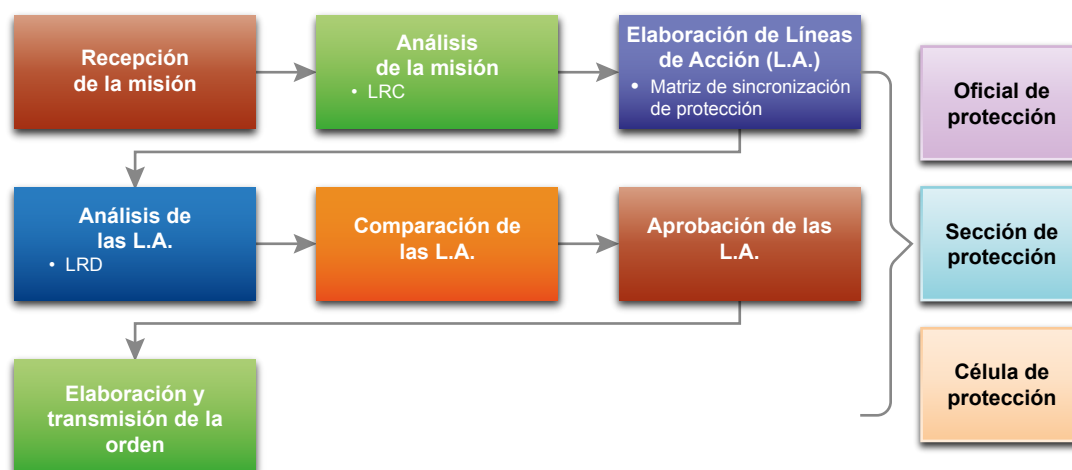 Recepción
de la misión
Análisis
de la misión
• LRC
Elaboración de Líneas
de Acción (L.A.)
• Matriz de sincronización
de protección
Oficial de
protección
Análisis de
las L.A.
• LRD
Comparación de
las L.A.
Aprobación de las
L.A.
Sección de
protección
Elaboración y
transmisión de la
orden
Célula de
protección